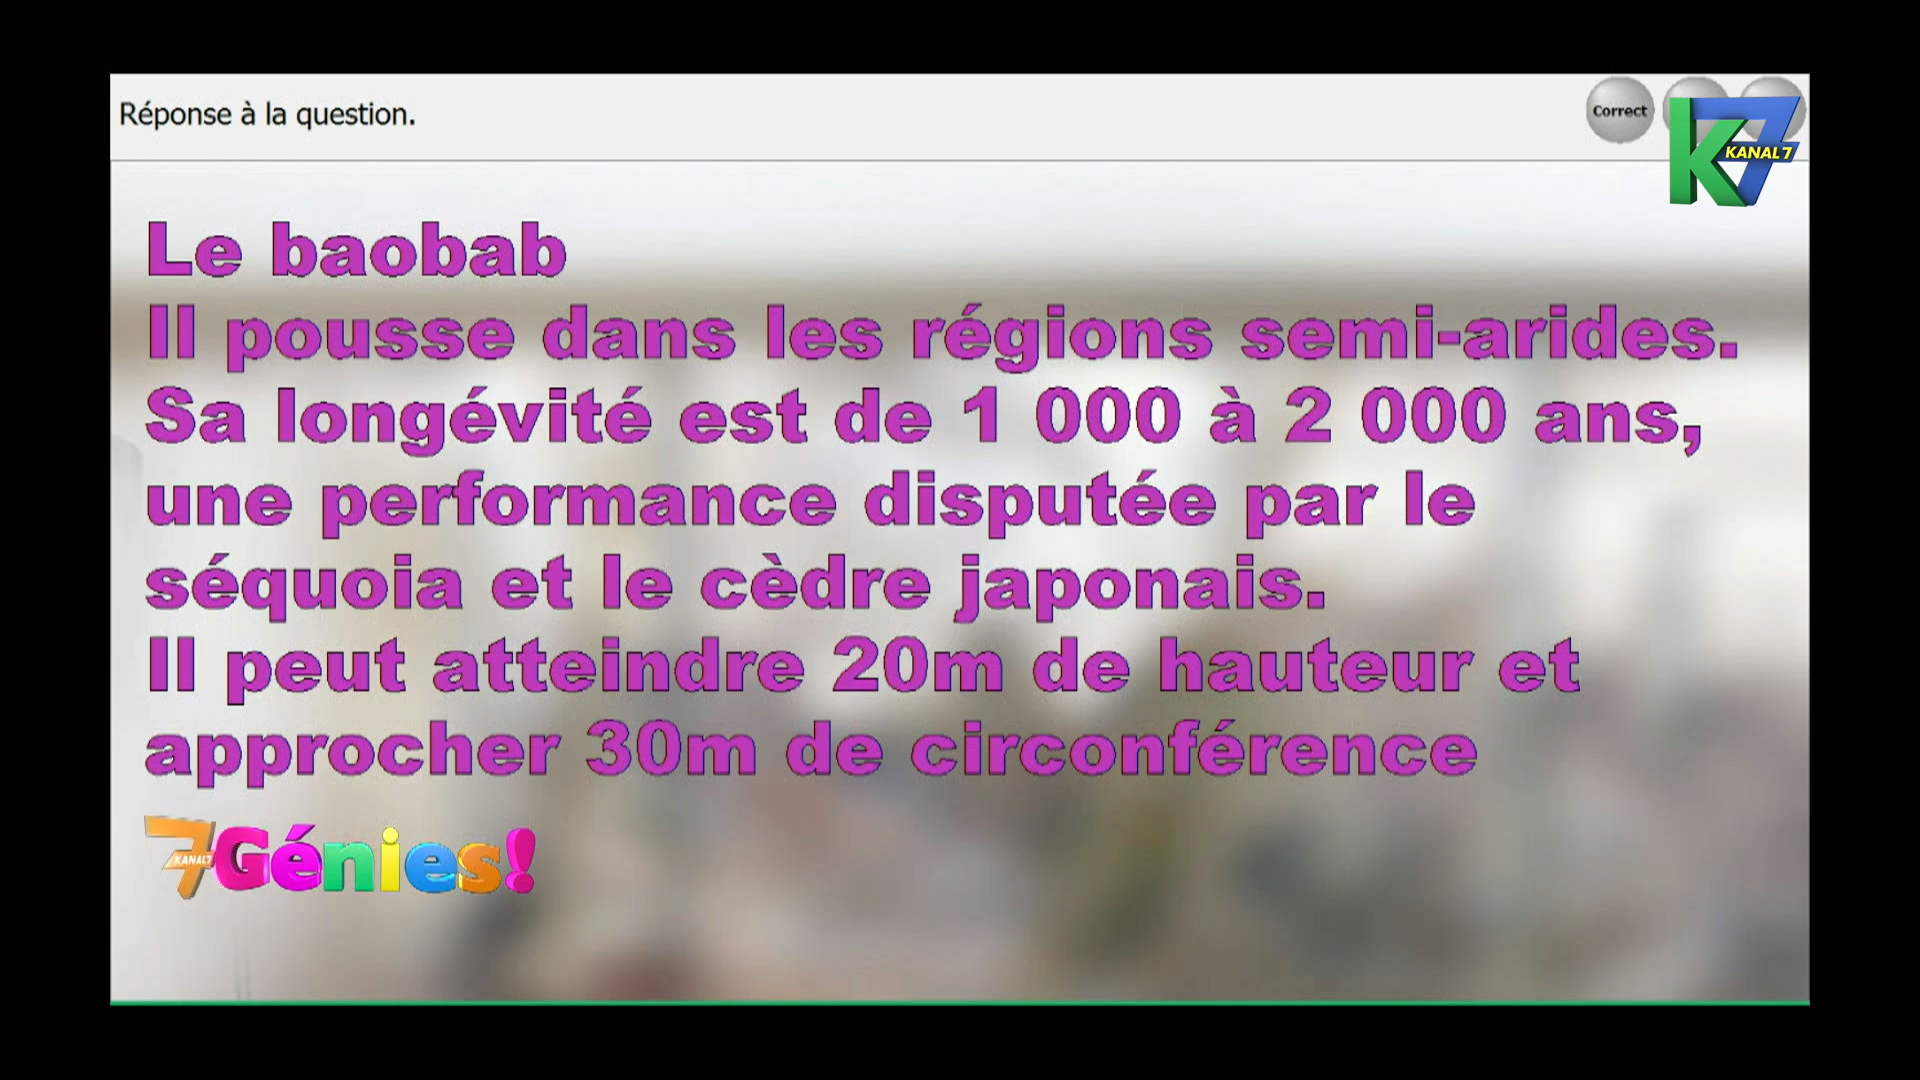 Réponse à la question.
Correct
KANAL7
Le baobab
Il pousse dans les régions semi-arides.
Sa longévité est de 1 000 à 2 000 ans,
une performance disputée par le
séquoia et le cèdre japonais.
Il peut atteindre 20m de hauteur et
approcher 30m de circonférence
7 KANAL7 Génies!